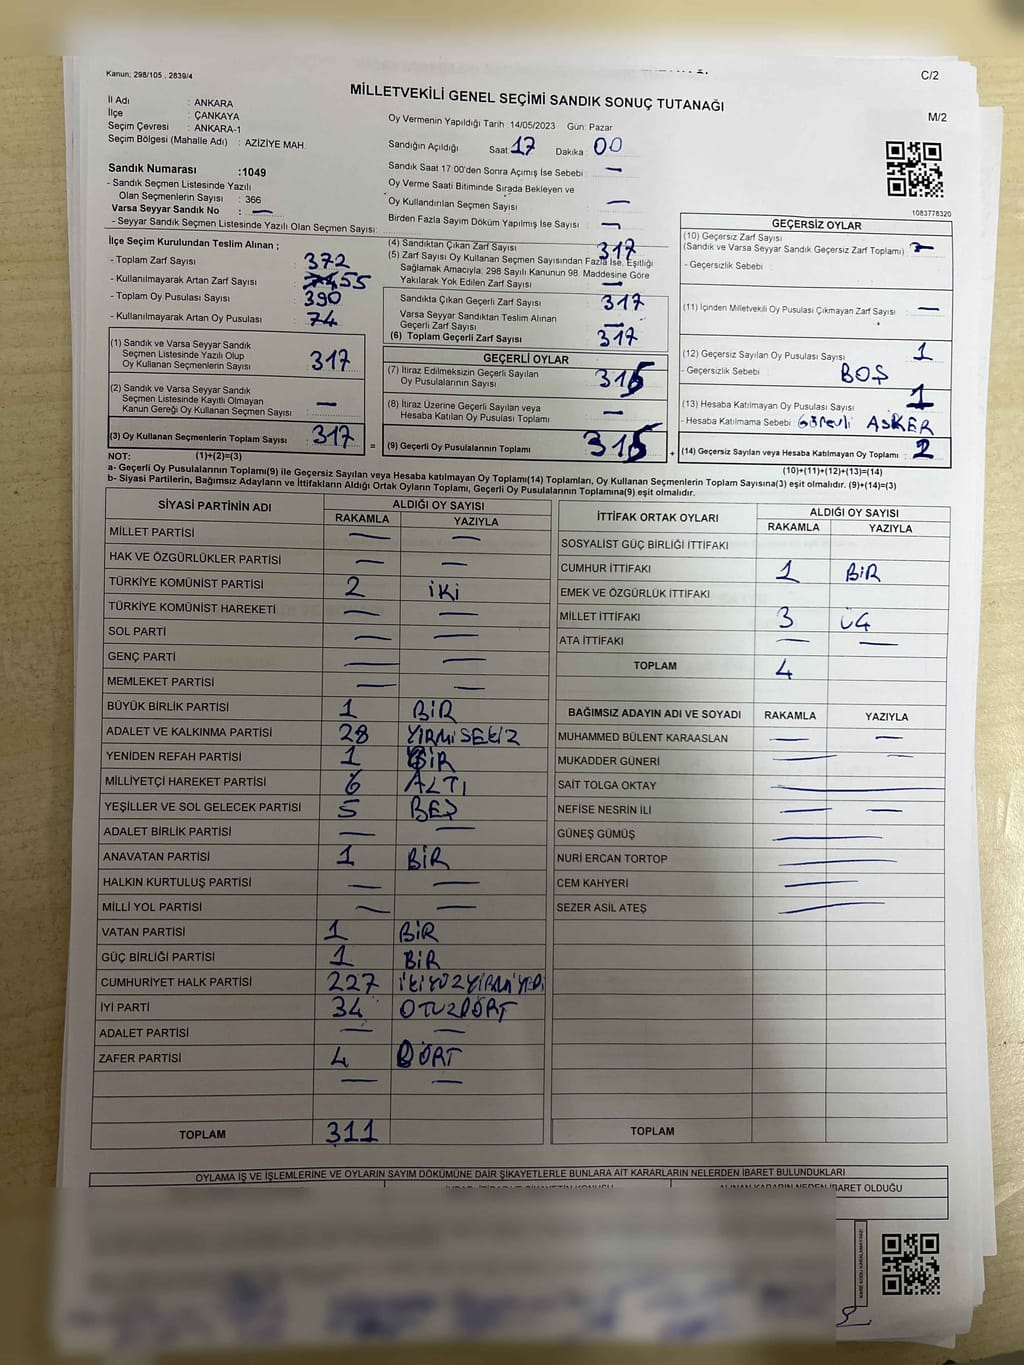 Kanun; 298/105 , 2839/4
C/2
MİLLETVEKİLİ GENEL SEÇİMİ SANDIK SONUÇ TUTANAĞI
M/2
İl Adı : ANKARA
İlçe : ÇANKAYA
Seçim Çevresi : ANKARA-1
Seçim Bölgesi (Mahalle Adı) : AZİZİYE MAH.
Sandık Numarası :1049
- Sandık Seçmen Listesinde Yazılı
Olan Seçmenlerin Sayısı : 366
Varsa Seyyar Sandık No : —
- Seyyar Sandık Seçmen Listesinde Yazılı Olan Seçmen Sayısı:
Oy Vermenin Yapıldığı Tarih :14/05/2023 Gün: Pazar
Sandığın Açıldığı Saat 17 Dakika 00
Sandık Saat 17:00'den Sonra Açımış İse Sebebi : —
Oy Verme Saati Bitiminde Sırada Bekleyen ve
Oy Kullandırılan Seçmen Sayısı : —
Birden Fazla Sayım Döküm Yapılmış İse Sayısı : —
1083778320
İlçe Seçim Kurulundan Teslim Alınan ;
- Toplam Zarf Sayısı : 372
- Kullanılmayarak Artan Zarf Sayısı : 55
- Toplam Oy Pusulası Sayısı : 390
- Kullanılmayarak Artan Oy Pusulası : 74
(1) Sandık ve Varsa Seyyar Sandık
Seçmen Listesinde Yazılı Olup
Oy Kullanan Seçmenlerin Sayısı : 317
(2) Sandık ve Varsa Seyyar Sandık
Seçmen Listesinde Kayıtlı Olmayan
Kanun Gereği Oy Kullanan Seçmen Sayısı : —
(3) Oy Kullanan Seçmenlerin Toplam Sayısı : 317 =
(4) Sandıktan Çıkan Zarf Sayısı : 317
(5) Zarf Sayısı Oy Kullanan Seçmen Sayısından Fazla İse, Eşitliği
Sağlamak Amacıyla, 298 Sayılı Kanunun 98. Maddesine Göre
Yakılarak Yok Edilen Zarf Sayısı : —
Sandıkta Çıkan Geçerli Zarf Sayısı : 317
Varsa Seyyar Sandıktan Teslim Alınan
Geçerli Zarf Sayısı : —
(6) Toplam Geçerli Zarf Sayısı : 317
GEÇERLİ OYLAR
(7) İtiraz Edilmeksizin Geçerli Sayılan
Oy Pusulalarının Sayısı : 315
(8) İtiraz Üzerine Geçerli Sayılan veya
Hesaba Katılan Oy Pusulası Toplamı : —
(9) Geçerli Oy Pusulalarının Toplamı : 315 +
GEÇERSİZ OYLAR
(10) Geçersiz Zarf Sayısı
(Sandık ve Varsa Seyyar Sandık Geçersiz Zarf Toplamı) : —
- Geçersizlik Sebebi :
(11) İçinden Milletvekili Oy Pusulası Çıkmayan Zarf Sayısı : —
(12) Geçersiz Sayılan Oy Pusulası Sayısı : 1
- Geçersizlik Sebebi : BOŞ
(13) Hesaba Katılmayan Oy Pusulası Sayısı : 1
- Hesaba Katılmama Sebebi : Görevli ASKER
(14) Geçersiz Sayılan veya Hesaba Katılmayan Oy Toplamı : 2
NOT: (1)+(2)=(3)
(10)+(11)+(12)+(13)=(14)
a- Geçerli Oy Pusulalarının Toplamı(9) ile Geçersiz Sayılan veya Hesaba katılmayan Oy Toplamı(14) Toplamları, Oy Kullanan Seçmenlerin Toplam Sayısına(3) eşit olmalıdır. (9)+(14)=(3)
b- Siyasi Partilerin, Bağımsız Adayların ve İttifakların Aldığı Ortak Oyların Toplamı, Geçerli Oy Pusulalarının Toplamına(9) eşit olmalıdır.
SİYASİ PARTİNİN ADI ALDIĞI OY SAYISI
RAKAMLA YAZIYLA
MİLLET PARTİSİ — —
HAK VE ÖZGÜRLÜKLER PARTİSİ — —
TÜRKİYE KOMÜNİST PARTİSİ 2 iKi
TÜRKİYE KOMÜNİST HAREKETİ — —
SOL PARTİ — —
GENÇ PARTİ — —
MEMLEKET PARTİSİ — —
BÜYÜK BİRLİK PARTİSİ 1 BİR
ADALET VE KALKINMA PARTİSİ 28 YİRMİSEKİZ
YENİDEN REFAH PARTİSİ 1 BİR
MİLLİYETÇİ HAREKET PARTİSİ 6 ALTI
YEŞİLLER VE SOL GELECEK PARTİSİ 5 BEŞ
ADALET BİRLİK PARTİSİ — —
ANAVATAN PARTİSİ 1 BİR
HALKIN KURTULUŞ PARTİSİ — —
MİLLİ YOL PARTİSİ — —
VATAN PARTİSİ 1 BİR
GÜÇ BİRLİĞİ PARTİSİ 1 BİR
CUMHURİYET HALK PARTİSİ 227 İKİYÜZYİRMİYEDİ
İYİ PARTİ 34 OTUZDÖRT
ADALET PARTİSİ — —
ZAFER PARTİSİ 4 DÖRT
— —
TOPLAM 311
İTTİFAK ORTAK OYLARI ALDIĞI OY SAYISI
RAKAMLA YAZIYLA
SOSYALİST GÜÇ BİRLİĞİ İTTİFAKI
CUMHUR İTTİFAKI 1 BİR
EMEK VE ÖZGÜRLÜK İTTİFAKI
MİLLET İTTİFAKI 3 üÇ
ATA İTTİFAKI — —
TOPLAM 4
BAĞIMSIZ ADAYIN ADI VE SOYADI RAKAMLA YAZIYLA
MUHAMMED BÜLENT KARAASLAN — —
MUKADDER GÜNERİ — —
SAİT TOLGA OKTAY —
NEFİSE NESRİN İLİ — —
GÜNEŞ GÜMÜŞ —
NURİ ERCAN TORTOP —
CEM KAHYERİ —
SEZER ASİL ATEŞ —
TOPLAM
OYLAMA İŞ VE İŞLEMLERİNE VE OYLARIN SAYIM DÖKÜMÜNE DAİR ŞİKAYETLERLE BUNLARA AİT KARARLARIN NELERDEN İBARET BULUNDUKLARI
ALINAN KARARIN NEDEN İBARET OLDUĞU